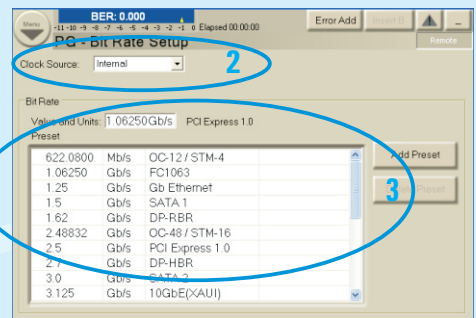 Menu
BER: 0.000
-11 -10 -9 -8 -7 -6 -5 -4 -3 -2 -1 0 Elapsed 00:00:00
Error Add
Insert B
Remote
PG - Bit Rate Setup
Clock Source: Internal
2
Bit Rate
Value and Units: 1.06250Gb/s PCI Express 1.0
Preset
622.0800 Mb/s OC-12 / STM-4
1.06250 Gb/s FC1063
1.25 Gb/s Gb Ethernet
1.5 Gb/s SATA 1
1.62 Gb/s DP-RBR
2.48832 Gb/s OC-48 / STM-16
2.5 Gb/s PCI Express 1.0
2.7 Gb/s DP-HBR
3.0 Gb/s SATA 2
3.125 Gb/s 10GbE(XAUI)
Add Preset
3
Preset